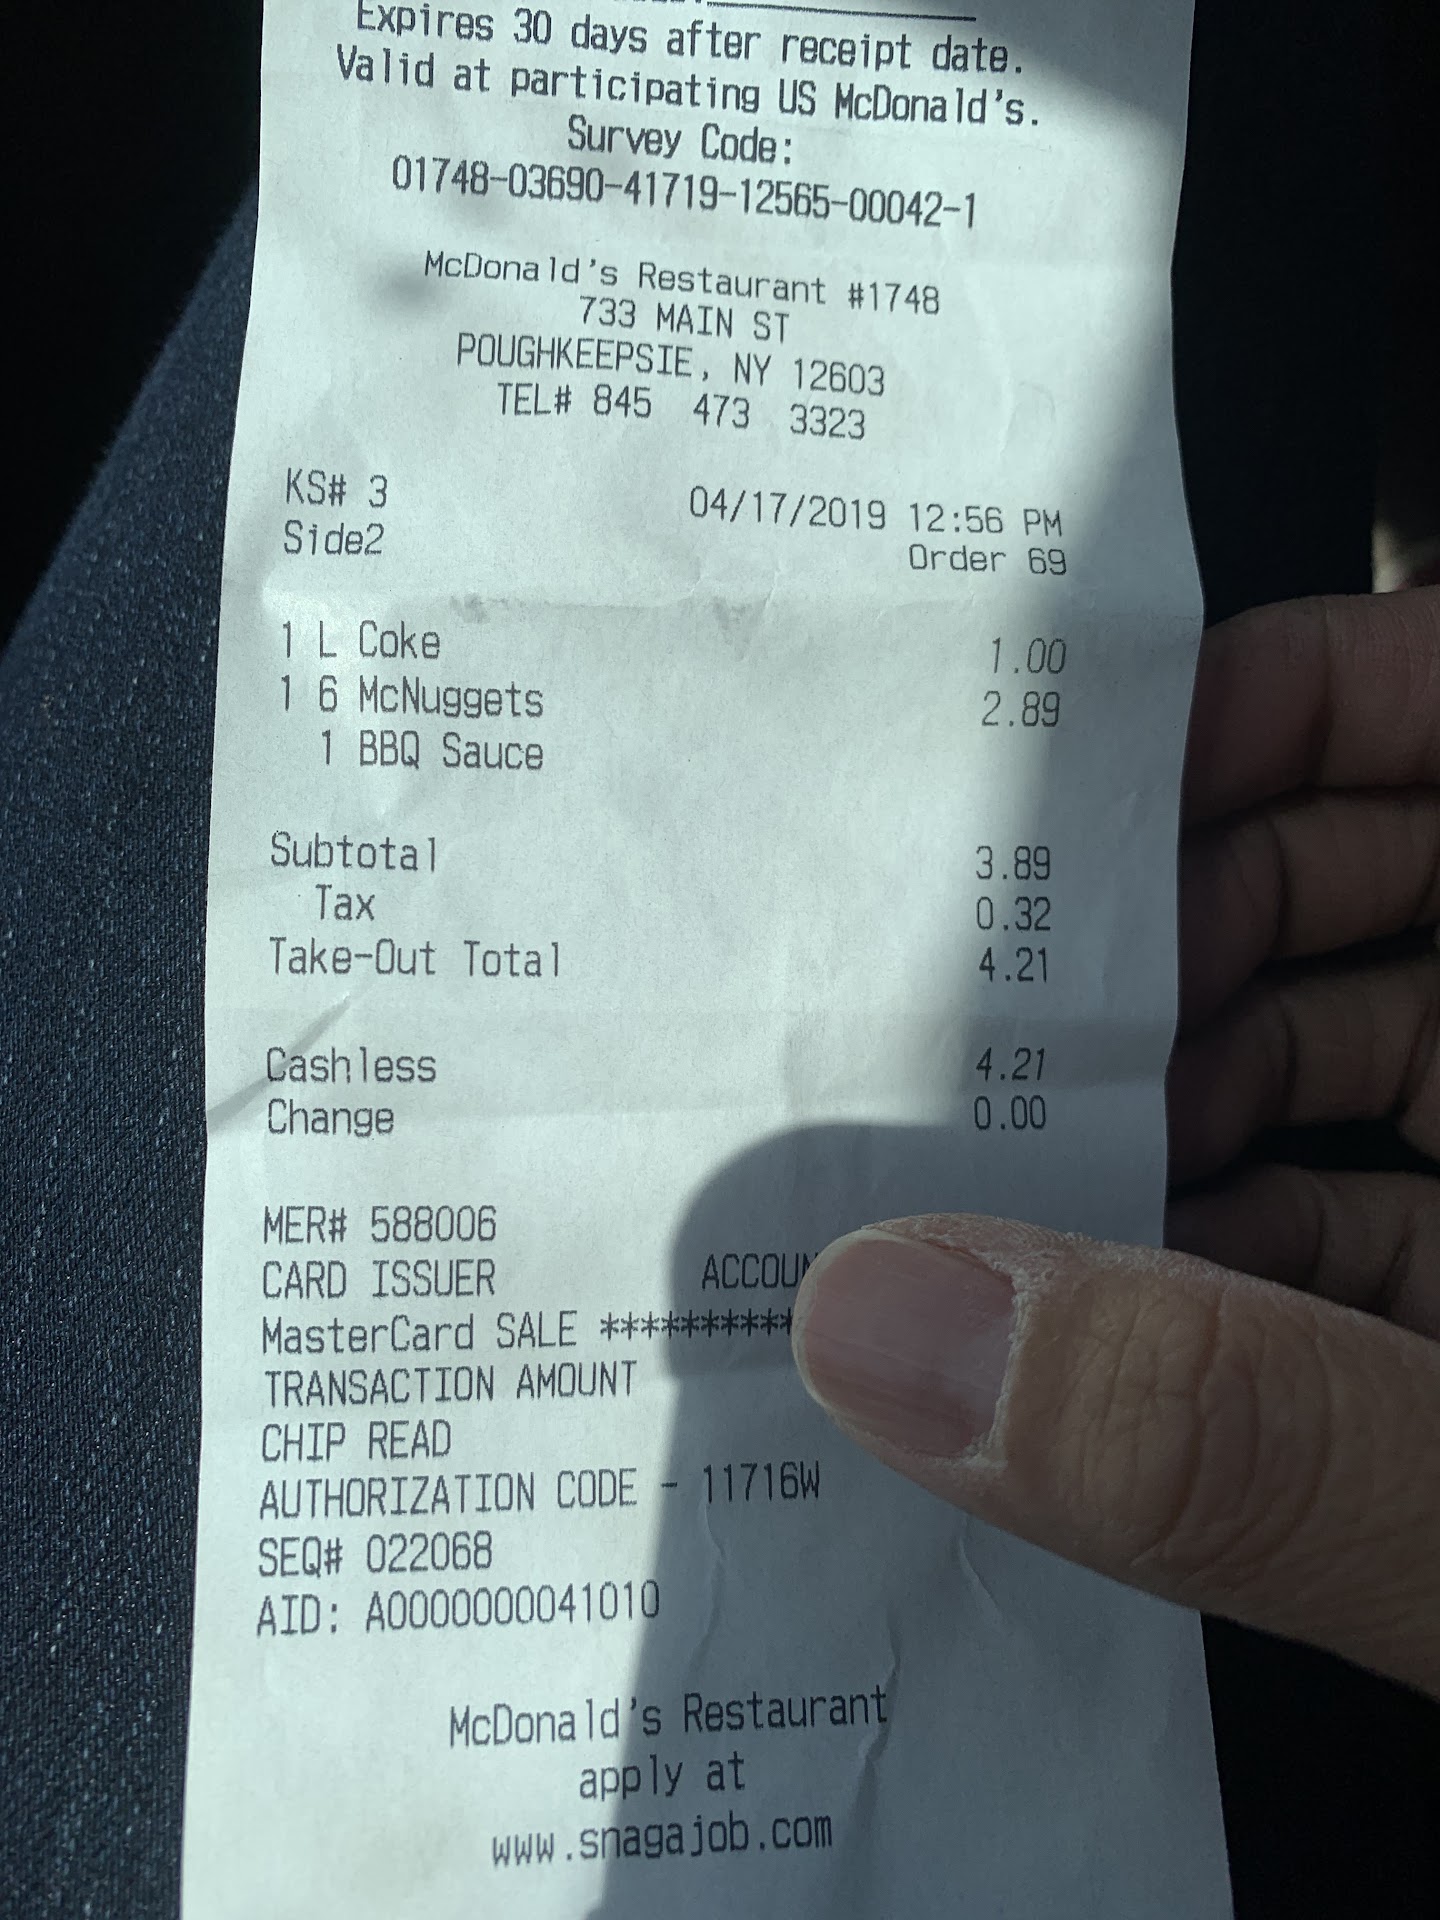 Expires 30 days after receipt date.
Valid at participating US McDonald's.
Survey Code:
01748-03690-41719-12565-00042-1
McDonald's Restaurant #1748
733 MAIN ST
POUGHKEEPSIE, NY 12603
TEL# 845 473 3323
KS# 3 04/17/2019 12:56 PM
Side2 Order 69
1 L Coke 1.00
1 6 McNuggets 2.89
1 BBQ Sauce
Subtotal 3.89
Tax 0.32
Take-Out Total 4.21
Cashless 4.21
Change 0.00
MER# 588006
CARD ISSUER
MasterCard SALE **********
TRANSACTION AMOUNT
CHIP READ
AUTHORIZATION CODE - 11716W
SEQ# 022068
AID: A0000000041010
McDonald's Restaurant
apply at
www.snagajob.com